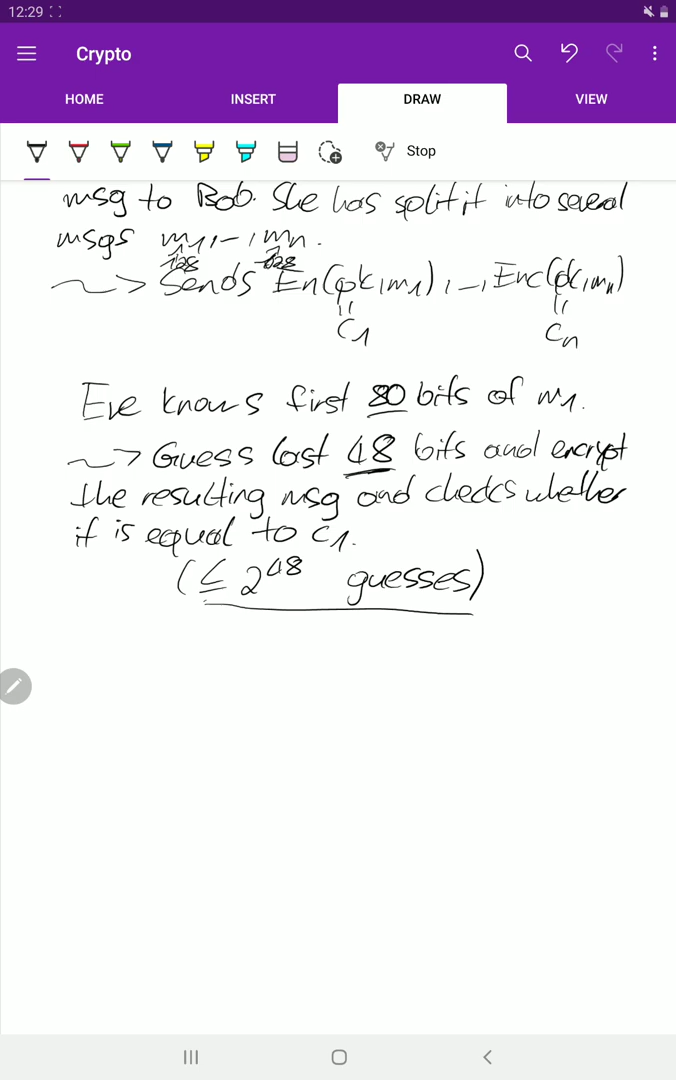 12:29
Crypto
HOME INSERT DRAW VIEW
Stop
msg to Bob. She has split it into several
msgs m1,-,mn.
128 128
~> Sends En(pk,m1),-,Enc(pk,mn)
c1 cn
Eve knows first 80 bits of m1.
~> Guess last 48 bits and encrypt
the resulting msg and checks whether
if is equal to c1.
(≤ 2^48 guesses)